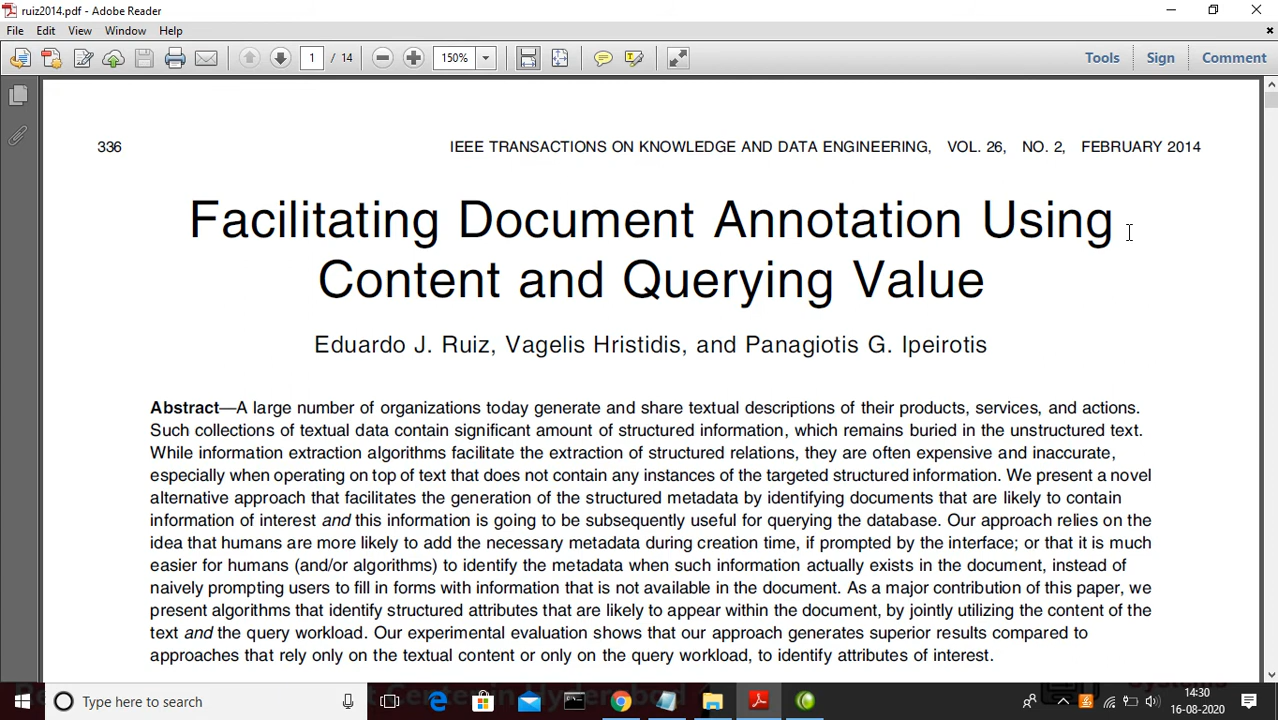 ruiz2014.pdf - Adobe Reader
File Edit View Window Help
1 / 14 150% Tools Sign Comment
336 IEEE TRANSACTIONS ON KNOWLEDGE AND DATA ENGINEERING, VOL. 26, NO. 2, FEBRUARY 2014
Facilitating Document Annotation Using
Content and Querying Value
Eduardo J. Ruiz, Vagelis Hristidis, and Panagiotis G. Ipeirotis
Abstract—A large number of organizations today generate and share textual descriptions of their products, services, and actions.
Such collections of textual data contain significant amount of structured information, which remains buried in the unstructured text.
While information extraction algorithms facilitate the extraction of structured relations, they are often expensive and inaccurate,
especially when operating on top of text that does not contain any instances of the targeted structured information. We present a novel
alternative approach that facilitates the generation of the structured metadata by identifying documents that are likely to contain
information of interest and this information is going to be subsequently useful for querying the database. Our approach relies on the
idea that humans are more likely to add the necessary metadata during creation time, if prompted by the interface; or that it is much
easier for humans (and/or algorithms) to identify the metadata when such information actually exists in the document, instead of
naively prompting users to fill in forms with information that is not available in the document. As a major contribution of this paper, we
present algorithms that identify structured attributes that are likely to appear within the document, by jointly utilizing the content of the
text and the query workload. Our experimental evaluation shows that our approach generates superior results compared to
approaches that rely only on the textual content or only on the query workload, to identify attributes of interest.
Type here to search
14:30
16-08-2020